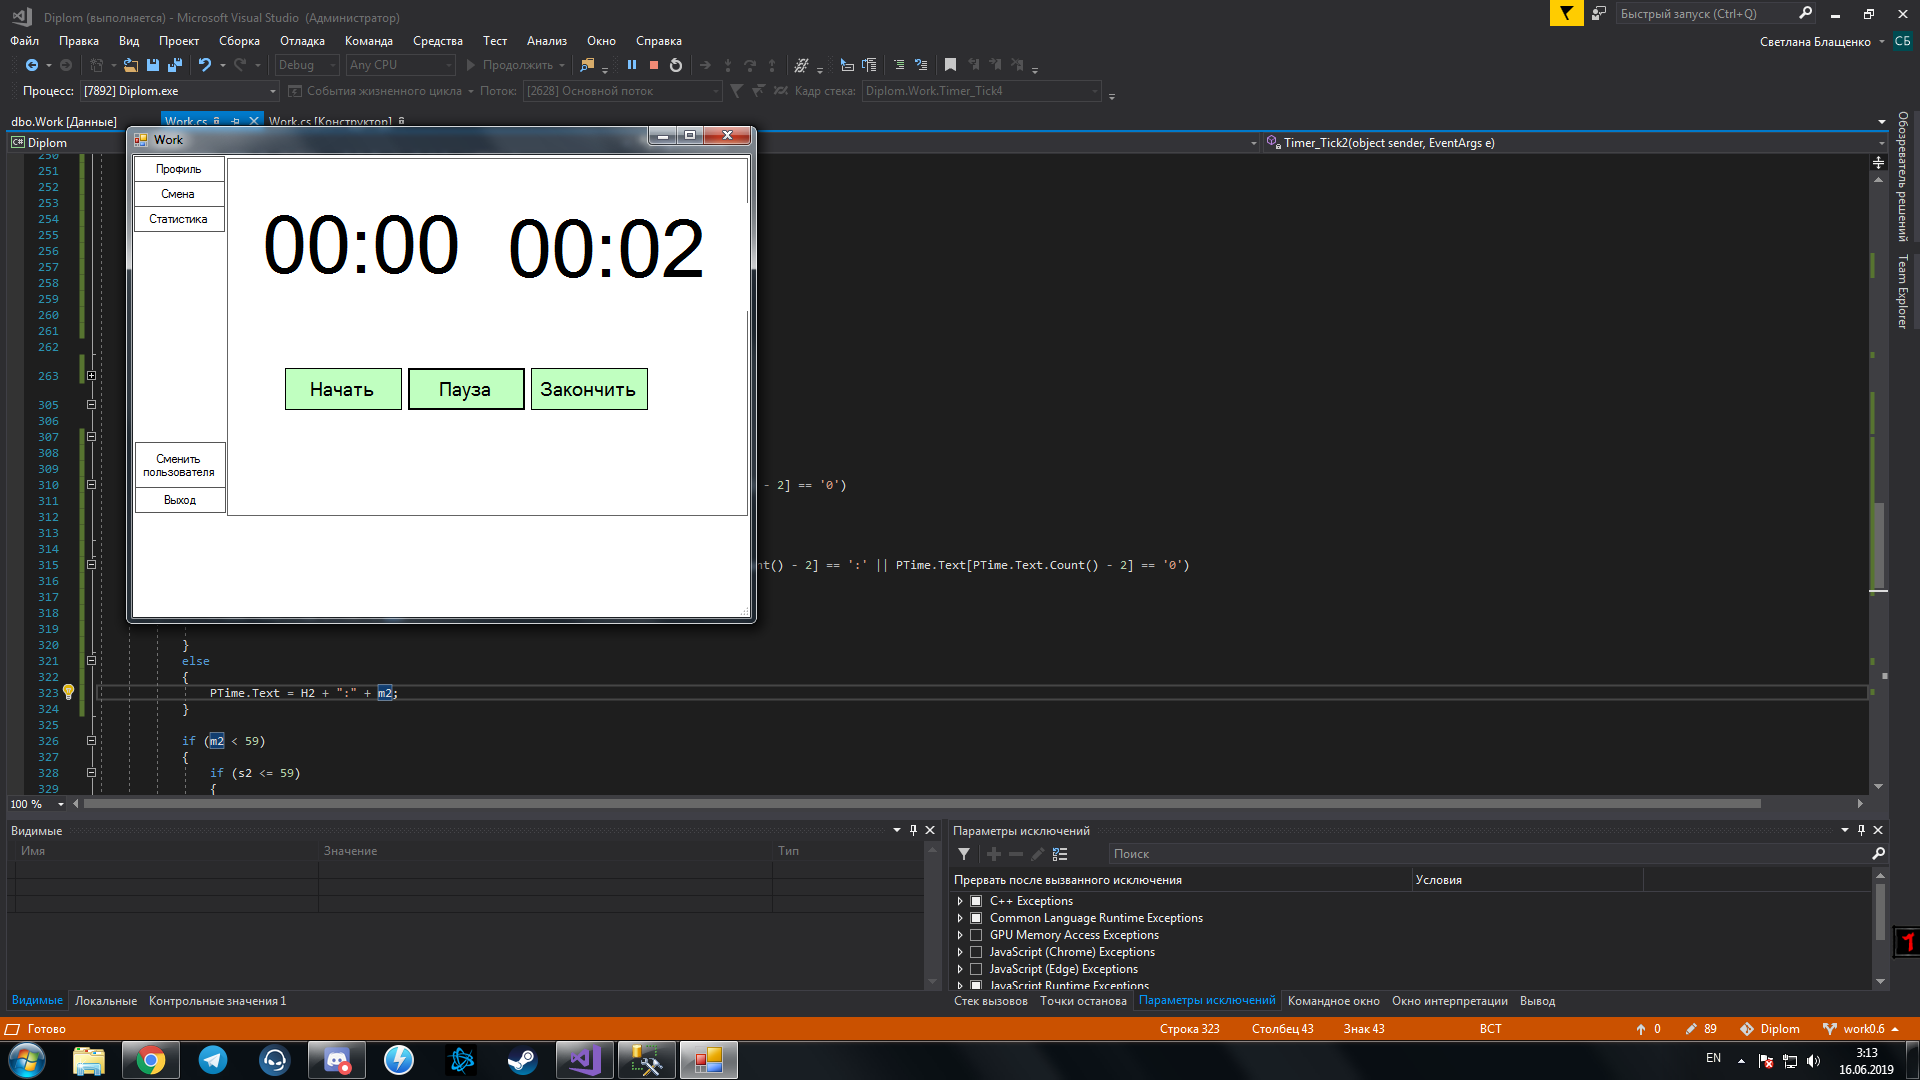 Diplom (выполняется) - Microsoft Visual Studio (Администратор)
Быстрый запуск (Ctrl+Q)
Файл Правка Вид Проект Сборка Отладка Команда Средства Тест Анализ Окно Справка
Светлана Блащенко СБ
Debug Any CPU Продолжить
Процесс: [7892] Diplom.exe События жизненного цикла Поток: [2628] Основной поток Кадр стека: Diplom.Work.Timer_Tick4
dbo.Work [Данные] Work.cs Work.cs [Конструктор]
Diplom Timer_Tick2(object sender, EventArgs e)
Обозреватель решений
Team Explorer
Work
Профиль
Смена
Статистика
00:00 00:02
Начать Пауза Закончить
Сменить
пользователя
Выход
250
251
252
253
254
255
256
257
258
259
260
261
262
263
305
306
307
308
309
310 - 2] == '0')
311
312
313
314
315 nt() - 2] == ':' || PTime.Text[PTime.Text.Count() - 2] == '0')
316
317
318
319
320 }
321 else
322 {
323 PTime.Text = H2 + ":" + m2;
324 }
325
326 if (m2 < 59)
327 {
328 if (s2 <= 59)
329 {
100 %
Видимые
Имя Значение Тип
Видимые Локальные Контрольные значения 1
Параметры исключений
Поиск
Прервать после вызванного исключения Условия
C++ Exceptions
Common Language Runtime Exceptions
GPU Memory Access Exceptions
JavaScript (Chrome) Exceptions
JavaScript (Edge) Exceptions
JavaScript Runtime Exceptions
Стек вызовов Точки останова Параметры исключений Командное окно Окно интерпретации Вывод
Готово Строка 323 Столбец 43 Знак 43 ВСТ 0 89 Diplom work0.6
EN 3:13
16.06.2019